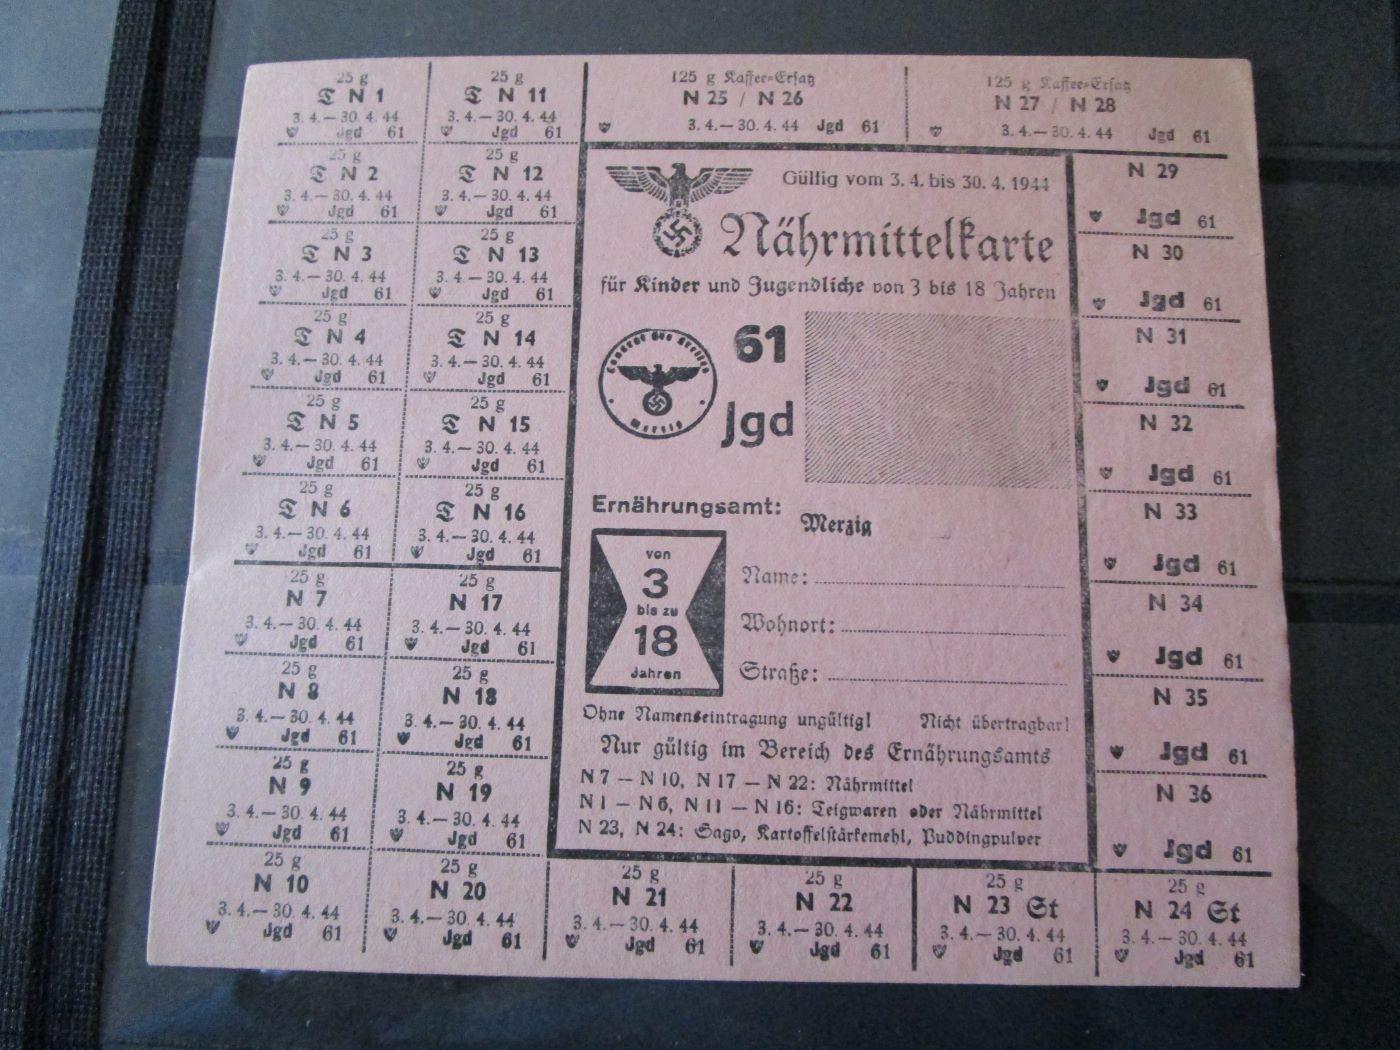 25 g
𝔗 N 1
3. 4.— 30. 4. 44
Jgd 61
25 g
𝔗 N 11
3. 4.— 30. 4. 44
Jgd 61
125 g Kaffee-Ersatz
N 25 / N 26
3. 4.— 30. 4. 44 Jgd 61
125 g Kaffee-Ersatz
N 27 / N 28
3. 4.— 30. 4. 44 Jgd 61
25 g
𝔗 N 2
3. 4.— 30. 4. 44
Jgd 61
25 g
𝔗 N 12
3. 4.— 30. 4. 44
Jgd 61
25 g
𝔗 N 3
3. 4.— 30. 4. 44
Jgd 61
25 g
𝔗 N 13
3. 4.— 30. 4. 44
Jgd 61
25 g
𝔗 N 4
3. 4.— 30. 4. 44
Jgd 61
25 g
𝔗 N 14
3. 4.— 30. 4. 44
Jgd 61
25 g
𝔗 N 5
3. 4.— 30. 4. 44
Jgd 61
25 g
𝔗 N 15
3. 4.— 30. 4. 44
Jgd 61
25 g
𝔗 N 6
3. 4.— 30. 4. 44
Jgd 61
25 g
𝔗 N 16
3. 4.— 30. 4. 44
Jgd 61
25 g
N 7
3. 4.— 30. 4. 44
Jgd 61
25 g
N 17
3. 4.— 30. 4. 44
Jgd 61
25 g
N 8
3. 4.— 30. 4. 44
Jgd 61
25 g
N 18
3. 4.— 30. 4. 44
Jgd 61
25 g
N 9
3. 4.— 30. 4. 44
Jgd 61
25 g
N 19
3. 4.— 30. 4. 44
Jgd 61
25 g
N 10
3. 4.— 30. 4. 44
Jgd 61
25 g
N 20
3. 4.— 30. 4. 44
Jgd 61
Gültig vom 3. 4. bis 30. 4. 1944
Nährmittelkarte
für Kinder und Jugendliche von 3 bis 18 Jahren
Landrat des Kreises
Merzig
61
Jgd
Ernährungsamt:
Merzig
von
3
bis zu
18
Jahren
Name:
Wohnort:
Straße:
Ohne Namenseintragung ungültig! Nicht übertragbar!
Nur gültig im Bereich des Ernährungsamts
N 7 — N 10, N 17 — N 22: Nährmittel
N 1 — N 6, N 11 — N 16: Teigwaren oder Nährmittel
N 23, N 24: Sago, Kartoffelstärkemehl, Puddingpulver
N 29
Jgd 61
N 30
Jgd 61
N 31
Jgd 61
N 32
Jgd 61
N 33
Jgd 61
N 34
Jgd 61
N 35
Jgd 61
N 36
Jgd 61
25 g
N 21
3. 4.— 30. 4. 44
Jgd 61
25 g
N 22
3. 4.— 30. 4. 44
Jgd 61
25 g
N 23 St
3. 4.— 30. 4. 44
Jgd 61
25 g
N 24 St
3. 4.— 30. 4. 44
Jgd 61